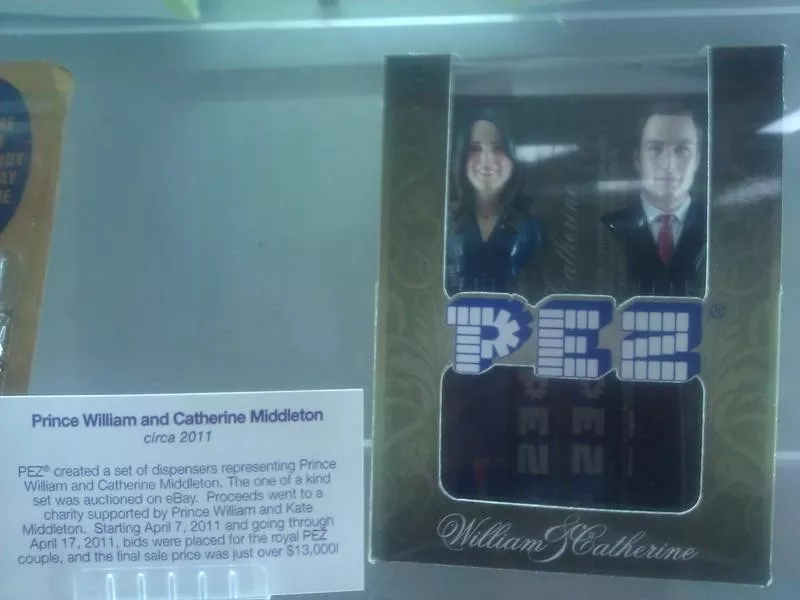 Prince William and Catherine Middleton
circa 2011
PEZ® created a set of dispensers representing Prince
William and Catherine Middleton. The one of a kind
set was auctioned on eBay. Proceeds went to a
charity supported by Prince William and Kate
Middleton. Starting April 7, 2011 and going through
April 17, 2011, bids were placed for the royal PEZ
couple, and the final sale price was just over $13,000!
Catherine
PEZ®
PEZ PEZ
William & Catherine